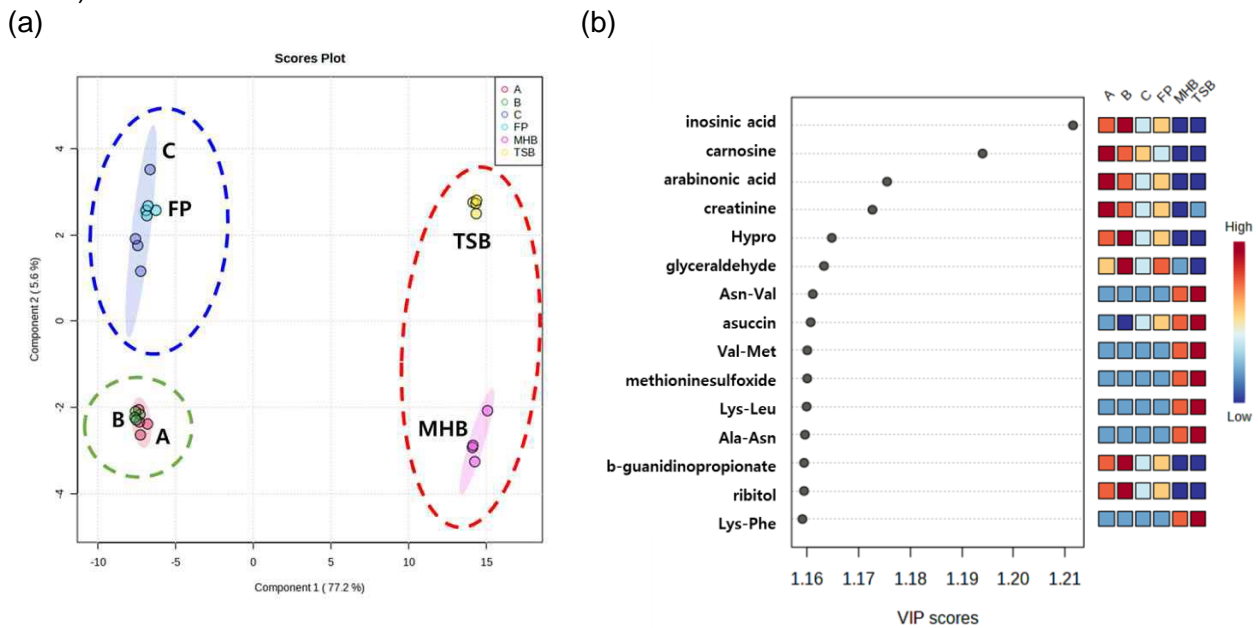 (a)
Scores Plot
Component 2 ( 5.6 %)
4
2
0
-2
-4
-10
-5
0
5
10
15
Component 1 ( 77.2 %)
A
B
C
FP
MHB
TSB
C
FP
TSB
B
A
MHB
(b)
A B C FP MHB TSB
inosinic acid
carnosine
arabinonic acid
creatinine
Hypro
glyceraldehyde
Asn-Val
asuccin
Val-Met
methioninesulfoxide
Lys-Leu
Ala-Asn
b-guanidinopropionate
ribitol
Lys-Phe
1.16 1.17 1.18 1.19 1.20 1.21
VIP scores
High
Low